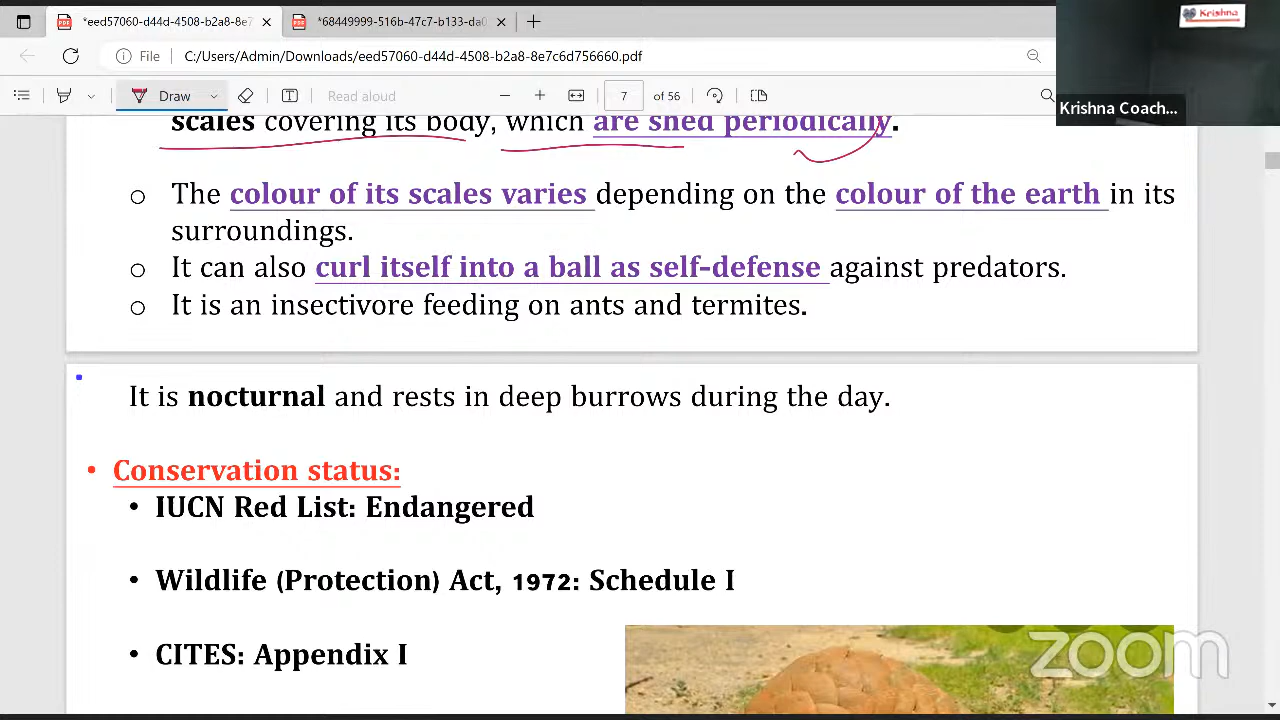 *eed57060-d44d-4508-b2a8-8e7
*68449999-516b-47c7-b133-dc
Krishna
File
C:/Users/Admin/Downloads/eed57060-d44d-4508-b2a8-8e7c6d756660.pdf
Draw
Read aloud
7 of 56
Krishna Coach...
scales covering its body, which are shed periodically.
o The colour of its scales varies depending on the colour of the earth in its
surroundings.
o It can also curl itself into a ball as self-defense against predators.
o It is an insectivore feeding on ants and termites.
It is nocturnal and rests in deep burrows during the day.
• Conservation status:
• IUCN Red List: Endangered
• Wildlife (Protection) Act, 1972: Schedule I
• CITES: Appendix I
zoom